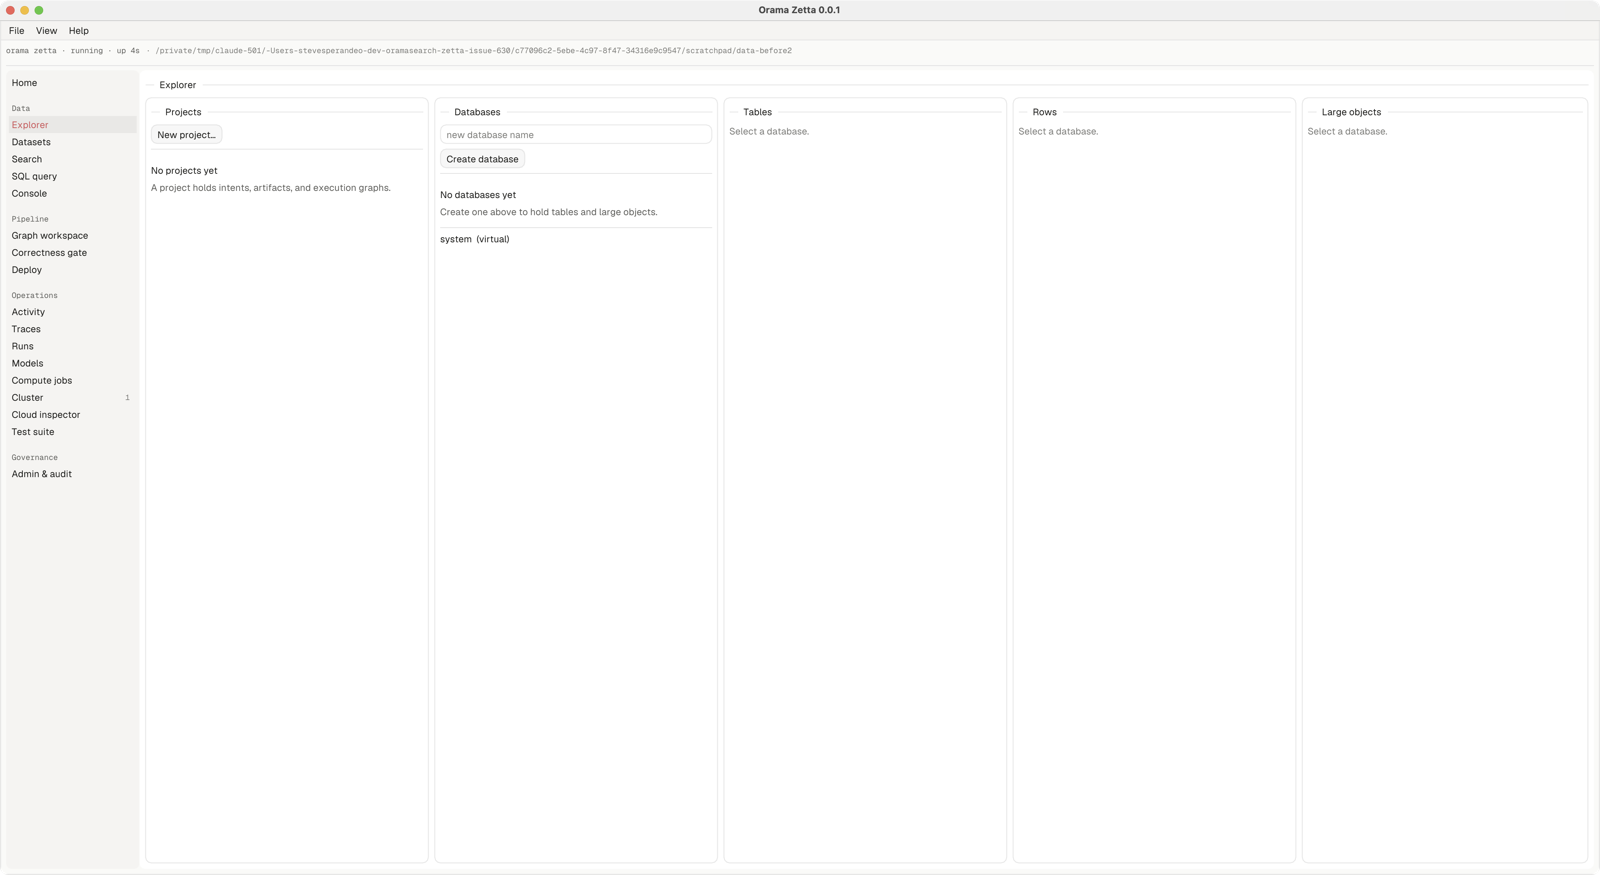 Orama Zetta 0.0.1
File View Help
orama zetta · running · up 4s · /private/tmp/claude-501/-Users-stevesperandeo-dev-oramasearch-zetta-issue-630/c77096c2-5ebe-4c97-8f47-34316e9c9547/scratchpad/data-before2
Home
Data
Explorer
Datasets
Search
SQL query
Console
Pipeline
Graph workspace
Correctness gate
Deploy
Operations
Activity
Traces
Runs
Models
Compute jobs
Cluster 1
Cloud inspector
Test suite
Governance
Admin & audit
Explorer
Projects
New project…
No projects yet
A project holds intents, artifacts, and execution graphs.
Databases
new database name
Create database
No databases yet
Create one above to hold tables and large objects.
system (virtual)
Tables
Select a database.
Rows
Select a database.
Large objects
Select a database.